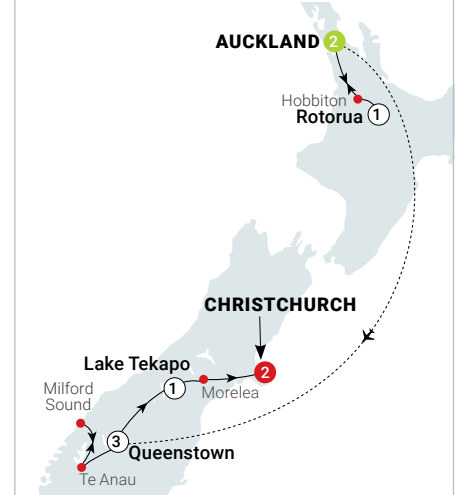 AUCKLAND 2
Hobbiton
Rotorua 1
CHRISTCHURCH
Lake Tekapo
1
2
Morelea
Milford
Sound
3
Queenstown
Te Anau